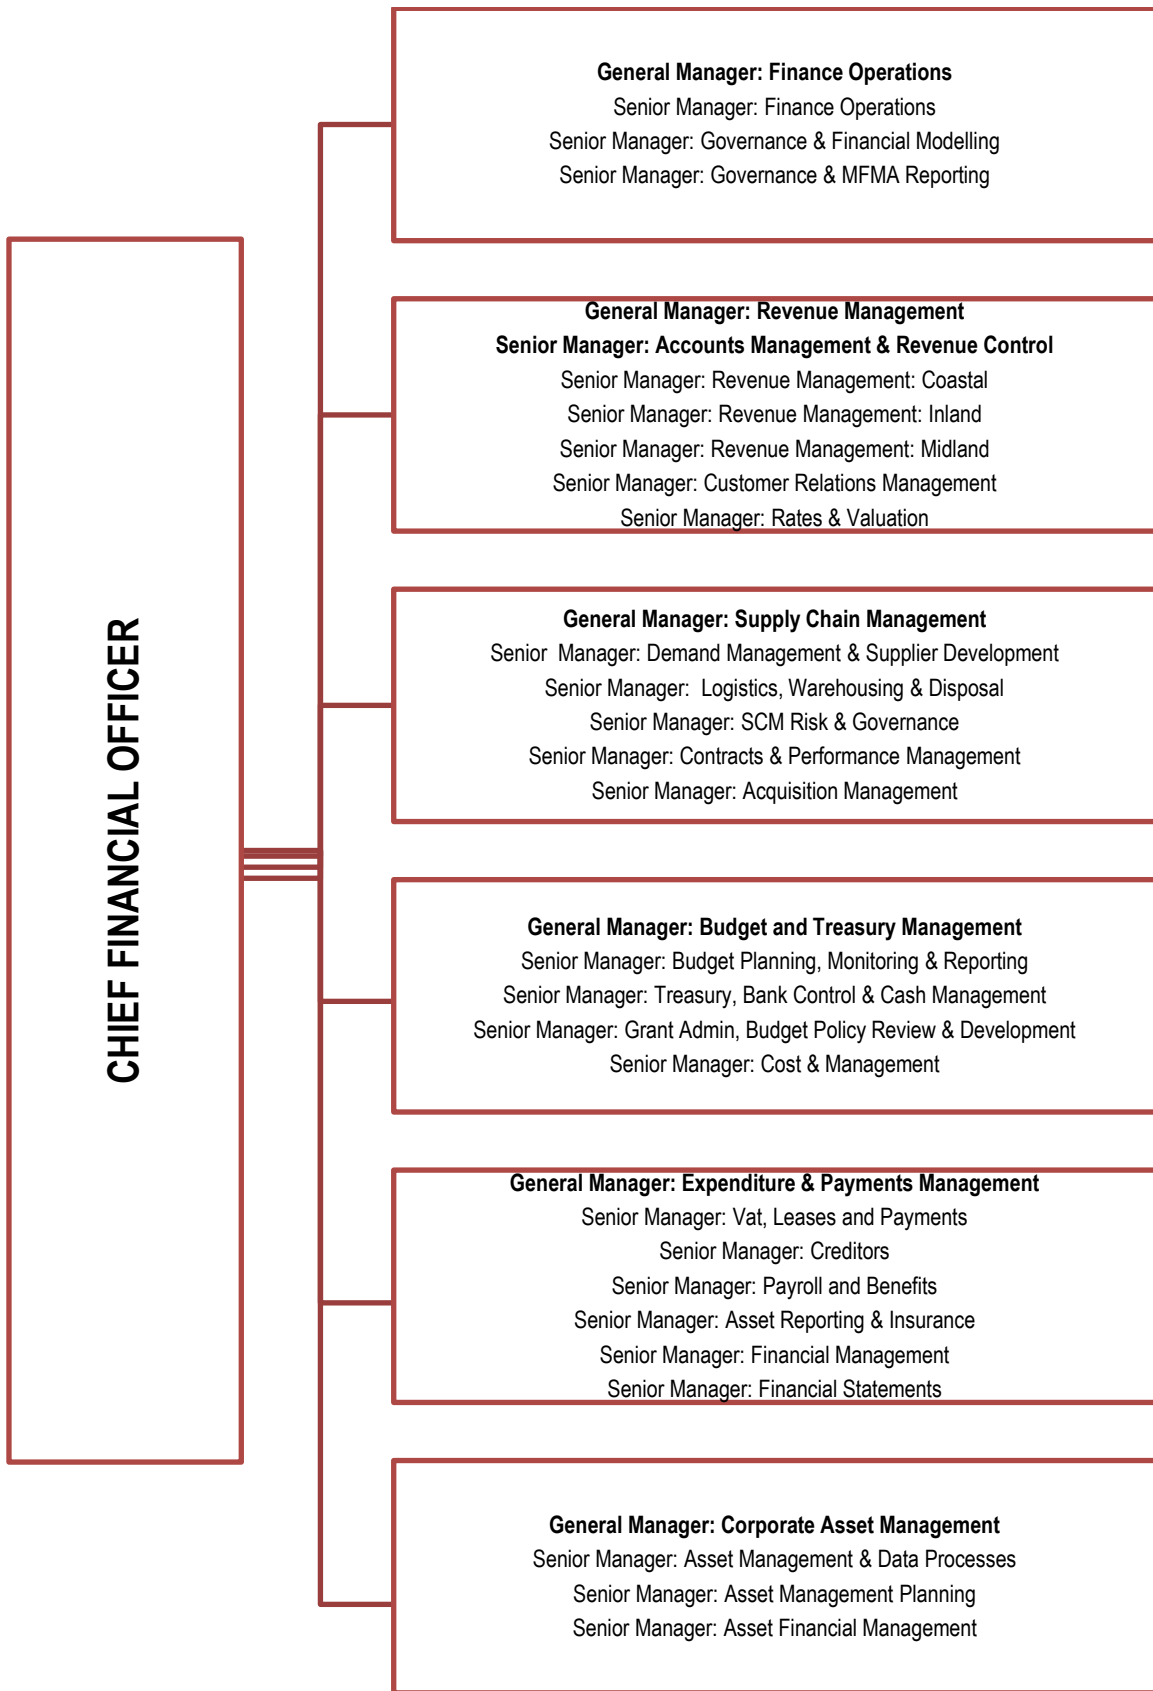 CHIEF FINANCIAL OFFICER
General Manager: Finance Operations
Senior Manager: Finance Operations
Senior Manager: Governance & Financial Modelling
Senior Manager: Governance & MFMA Reporting
General Manager: Revenue Management
Senior Manager: Accounts Management & Revenue Control
Senior Manager: Revenue Management: Coastal
Senior Manager: Revenue Management: Inland
Senior Manager: Revenue Management: Midland
Senior Manager: Customer Relations Management
Senior Manager: Rates & Valuation
General Manager: Supply Chain Management
Senior  Manager: Demand Management & Supplier Development
Senior Manager:  Logistics, Warehousing & Disposal
Senior Manager: SCM Risk & Governance
Senior Manager: Contracts & Performance Management
Senior Manager: Acquisition Management
General Manager: Budget and Treasury Management
Senior Manager: Budget Planning, Monitoring & Reporting
Senior Manager: Treasury, Bank Control & Cash Management
Senior Manager: Grant Admin, Budget Policy Review & Development
Senior Manager: Cost & Management
General Manager: Expenditure & Payments Management
Senior Manager: Vat, Leases and Payments
Senior Manager: Creditors
Senior Manager: Payroll and Benefits
Senior Manager: Asset Reporting & Insurance
Senior Manager: Financial Management
Senior Manager: Financial Statements
General Manager: Corporate Asset Management
Senior Manager: Asset Management & Data Processes
Senior Manager: Asset Management Planning
Senior Manager: Asset Financial Management